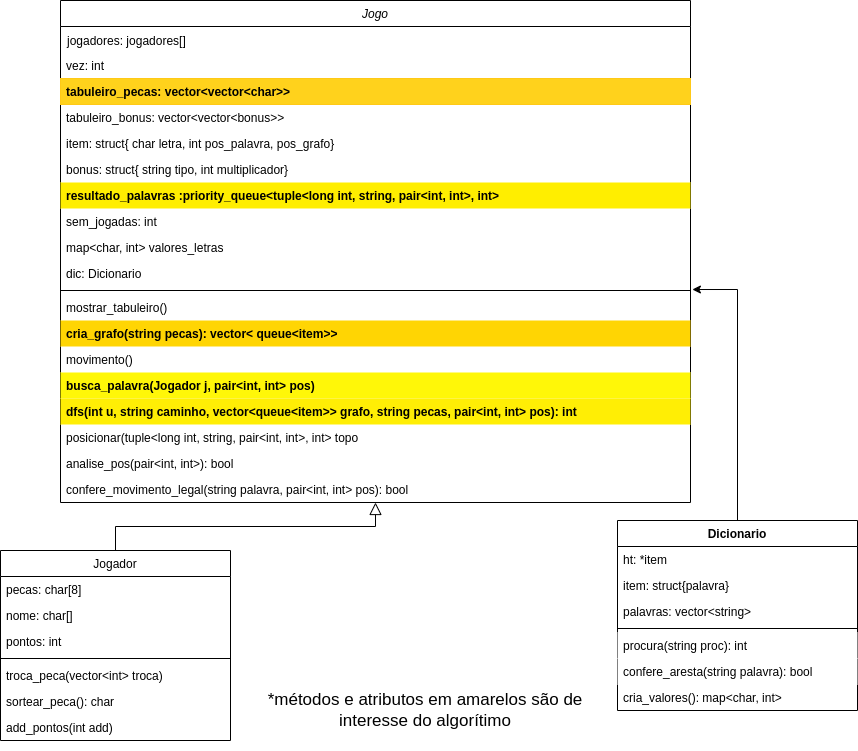 Jogo
jogadores: jogadores[]
vez: int
tabuleiro_pecas: vector<vector<char>>
tabuleiro_bonus: vector<vector<bonus>>
item: struct{ char letra, int pos_palavra, pos_grafo}
bonus: struct{ string tipo, int multiplicador}
resultado_palavras :priority_queue<tuple<long int, string, pair<int, int>, int>
sem_jogadas: int
map<char, int> valores_letras
dic: Dicionario
mostrar_tabuleiro()
cria_grafo(string pecas): vector< queue<item>>
movimento()
busca_palavra(Jogador j, pair<int, int> pos)
dfs(int u, string caminho, vector<queue<item>> grafo, string pecas, pair<int, int> pos): int
posicionar(tuple<long int, string, pair<int, int>, int> topo
analise_pos(pair<int, int>): bool
confere_movimento_legal(string palavra, pair<int, int> pos): bool
Jogador
pecas: char[8]
nome: char[]
pontos: int
troca_peca(vector<int> troca)
sortear_peca(): char
add_pontos(int add)
*métodos e atributos em amarelos são de
interesse do algorítimo
Dicionario
ht: *item
item: struct{palavra}
palavras: vector<string>
procura(string proc): int
confere_aresta(string palavra): bool
cria_valores(): map<char, int>